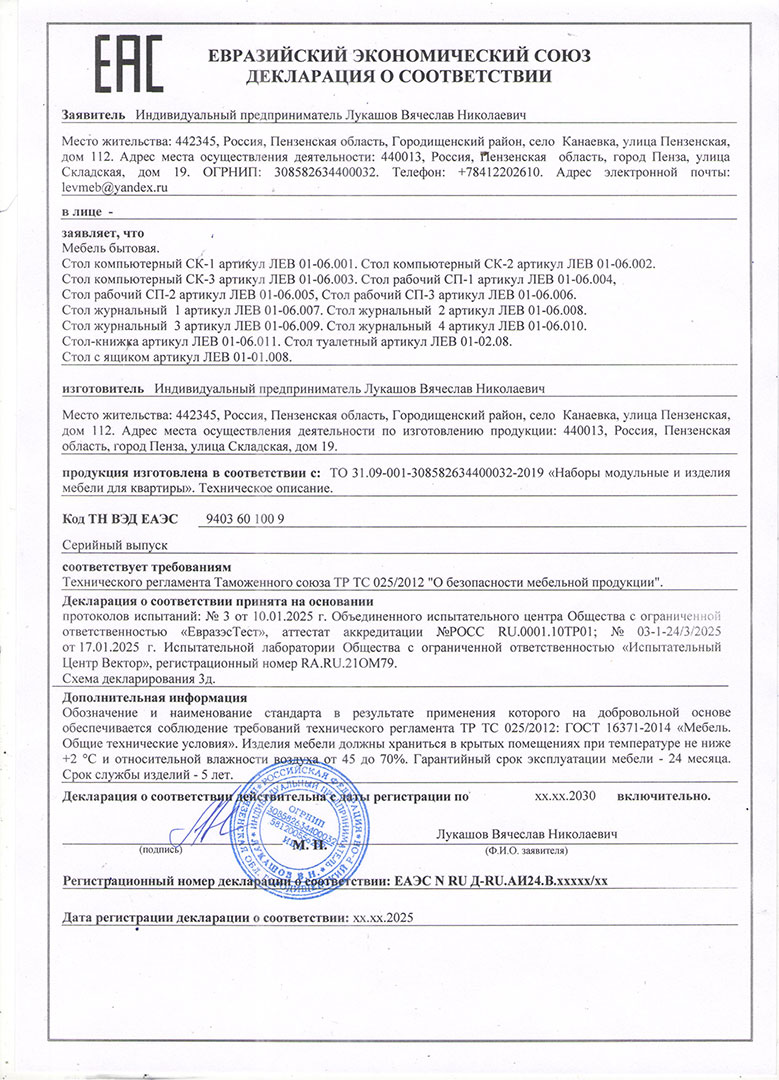 ЕАС
ЕВРАЗИЙСКИЙ ЭКОНОМИЧЕСКИЙ СОЮЗ
ДЕКЛАРАЦИЯ О СООТВЕТСТВИИ
Заявитель Индивидуальный предприниматель Лукашов Вячеслав Николаевич
Место жительства: 442345, Россия, Пензенская область, Городищенский район, село Канаевка, улица Пензенская,
дом 112. Адрес места осуществления деятельности: 440013, Россия, Пензенская область, город Пенза, улица
Складская, дом 19. ОГРНИП: 308582634400032. Телефон: +78412202610. Адрес электронной почты:
levmeb@yandex.ru
в лице -
заявляет, что
Мебель бытовая.
Стол компьютерный СК-1 артикул ЛЕВ 01-06.001. Стол компьютерный СК-2 артикул ЛЕВ 01-06.002.
Стол компьютерный СК-3 артикул ЛЕВ 01-06.003. Стол рабочий СП-1 артикул ЛЕВ 01-06.004,
Стол рабочий СП-2 артикул ЛЕВ 01-06.005, Стол рабочий СП-3 артикул ЛЕВ 01-06.006.
Стол журнальный 1 артикул ЛЕВ 01-06.007. Стол журнальный 2 артикул ЛЕВ 01-06.008.
Стол журнальный 3 артикул ЛЕВ 01-06.009. Стол журнальный 4 артикул ЛЕВ 01-06.010.
Стол-книжка артикул ЛЕВ 01-06.011. Стол туалетный артикул ЛЕВ 01-02.08.
Стол с ящиком артикул ЛЕВ 01-01.008.
изготовитель Индивидуальный предприниматель Лукашов Вячеслав Николаевич
Место жительства: 442345, Россия, Пензенская область, Городищенский район, село Канаевка, улица Пензенская,
дом 112. Адрес места осуществления деятельности по изготовлению продукции: 440013, Россия, Пензенская
область, город Пенза, улица Складская, дом 19.
продукция изготовлена в соответствии с: ТО 31.09-001-308582634400032-2019 «Наборы модульные и изделия
мебели для квартиры». Техническое описание.
Код ТН ВЭД ЕАЭС 9403 60 100 9
Серийный выпуск
соответствует требованиям
Технического регламента Таможенного союза ТР ТС 025/2012 "О безопасности мебельной продукции".
Декларация о соответствии принята на основании
протоколов испытаний: № 3 от 10.01.2025 г. Объединенного испытательного центра Общества с ограниченной
ответственностью «ЕвразэсТест», аттестат аккредитации №РОСС RU.0001.10ТР01; № 03-1-24/3/2025
от 17.01.2025 г. Испытательной лаборатории Общества с ограниченной ответственностью «Испытательный
Центр Вектор», регистрационный номер RA.RU.21ОМ79.
Схема декларирования 3д.
Дополнительная информация
Обозначение и наименование стандарта в результате применения которого на добровольной основе
обеспечивается соблюдение требований технического регламента ТР ТС 025/2012: ГОСТ 16371-2014 «Мебель.
Общие технические условия». Изделия мебели должны храниться в крытых помещениях при температуре не ниже
+2 °С и относительной влажности воздуха от 45 до 70%. Гарантийный срок эксплуатации мебели - 24 месяца.
Срок службы изделий - 5 лет.
Декларация о соответствии действительна с даты регистрации по хх.хх.2030 включительно.
РОССИЙСКАЯ ФЕДЕРАЦИЯ
ИНДИВИДУАЛЬНЫЙ ПРЕДПРИНИМАТЕЛЬ
ОГРНИП
308582634400032
ЛУКАШОВ В.Н.
Лукашов Вячеслав Николаевич
М. П.
(подпись)
(Ф.И.О. заявителя)
Регистрационный номер декларации о соответствии: ЕАЭС N RU Д-RU.АИ24.В.ххххх/хх
Дата регистрации декларации о соответствии: хх.хх.2025